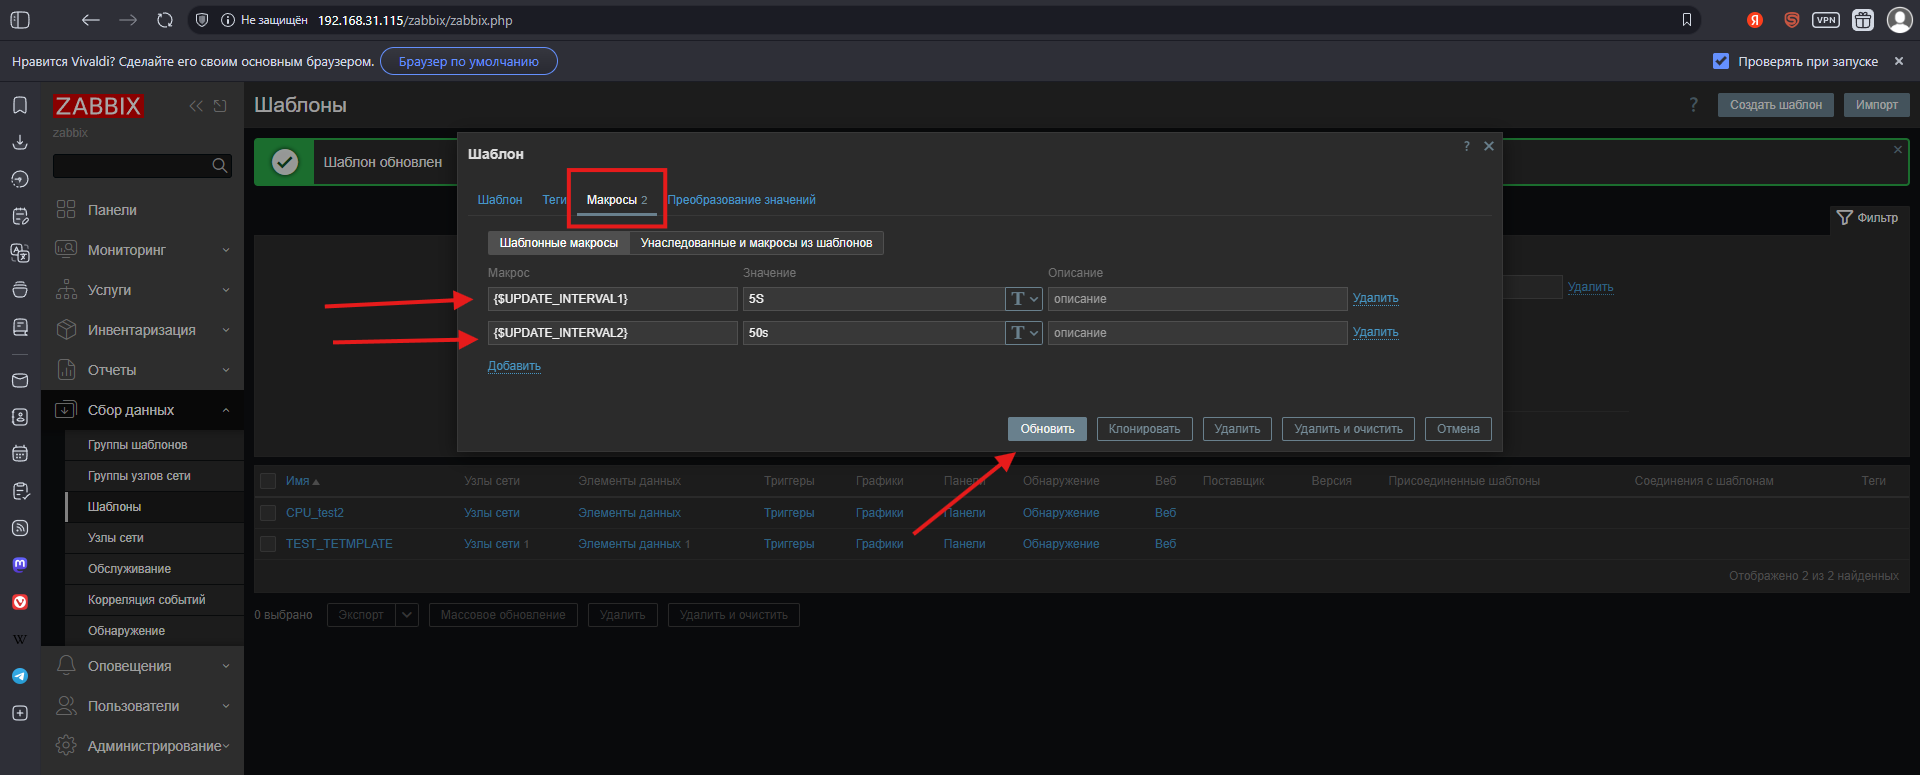 Не защищён 192.168.31.115/zabbix/zabbix.php
Я
VPN
Нравится Vivaldi? Сделайте его своим основным браузером. Браузер по умолчанию
Проверять при запуске
ZABBIX
zabbix
Панели
Мониторинг
Услуги
Инвентаризация
Отчеты
Сбор данных
Группы шаблонов
Группы узлов сети
Шаблоны
Узлы сети
Обслуживание
Корреляция событий
Обнаружение
Оповещения
Пользователи
Администрирование
W
Шаблоны
? Создать шаблон Импорт
Шаблон обновлен
Фильтр
Удалить
Шаблон
?
Шаблон Теги Макросы 2 Преобразование значений
Шаблонные макросы Унаследованные и макросы из шаблонов
Макрос Значение Описание
{$UPDATE_INTERVAL1} 5S T описание Удалить
{$UPDATE_INTERVAL2} 50s T описание Удалить
Добавить
Обновить Клонировать Удалить Удалить и очистить Отмена
Имя Узлы сети Элементы данных Триггеры Графики Панели Обнаружение Веб Поставщик Версия Присоединенные шаблоны Соединения с шаблонам Теги
CPU_test2 Узлы сети Элементы данных Триггеры Графики Панели Обнаружение Веб
TEST_TETMPLATE Узлы сети 1 Элементы данных 1 Триггеры Графики Панели Обнаружение Веб
Отображено 2 из 2 найденных
0 выбрано Экспорт Массовое обновление Удалить Удалить и очистить